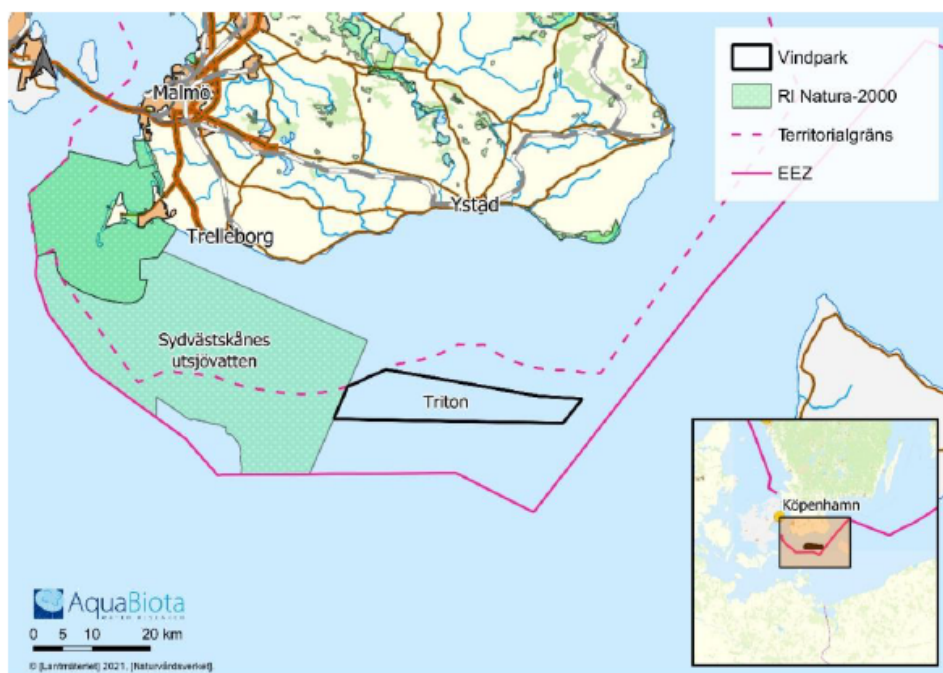 Vindpark
RI Natura-2000
Territorialgräns
EEZ
Malmö
Ystad
Trelleborg
Sydvästskånes
utsjövatten
Triton
Köpenhamn
AquaBiota
0 5 10 20 km
© [Lantmäteriet] 2021, [Naturvårdsverket].